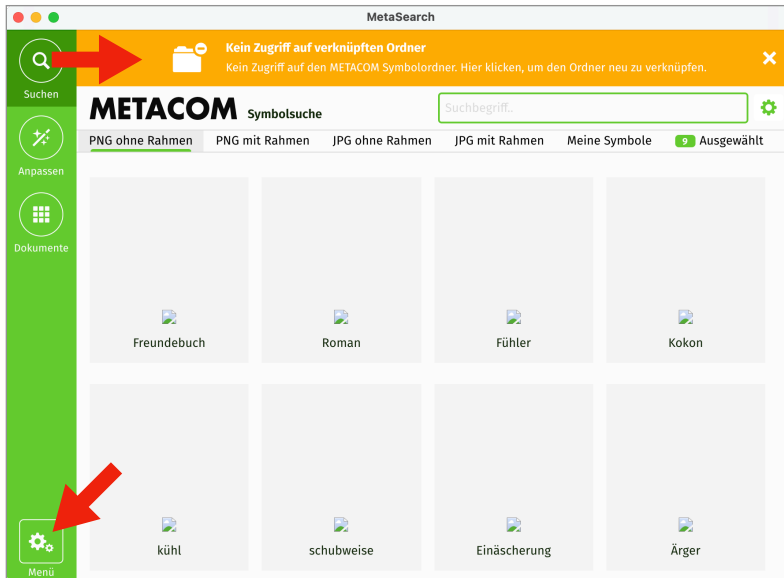 MetaSearch
Kein Zugriff auf verknüpften Ordner
Kein Zugriff auf den METACOM Symbolordner. Hier klicken, um den Ordner neu zu verknüpfen.
Suchen
METACOM Symbolsuche
Suchbegriff..
PNG ohne Rahmen PNG mit Rahmen JPG ohne Rahmen JPG mit Rahmen Meine Symbole 9 Ausgewählt
Anpassen
Dokumente
Freundebuch Roman Fühler Kokon
kühl schubweise Einäscherung Ärger
Menü